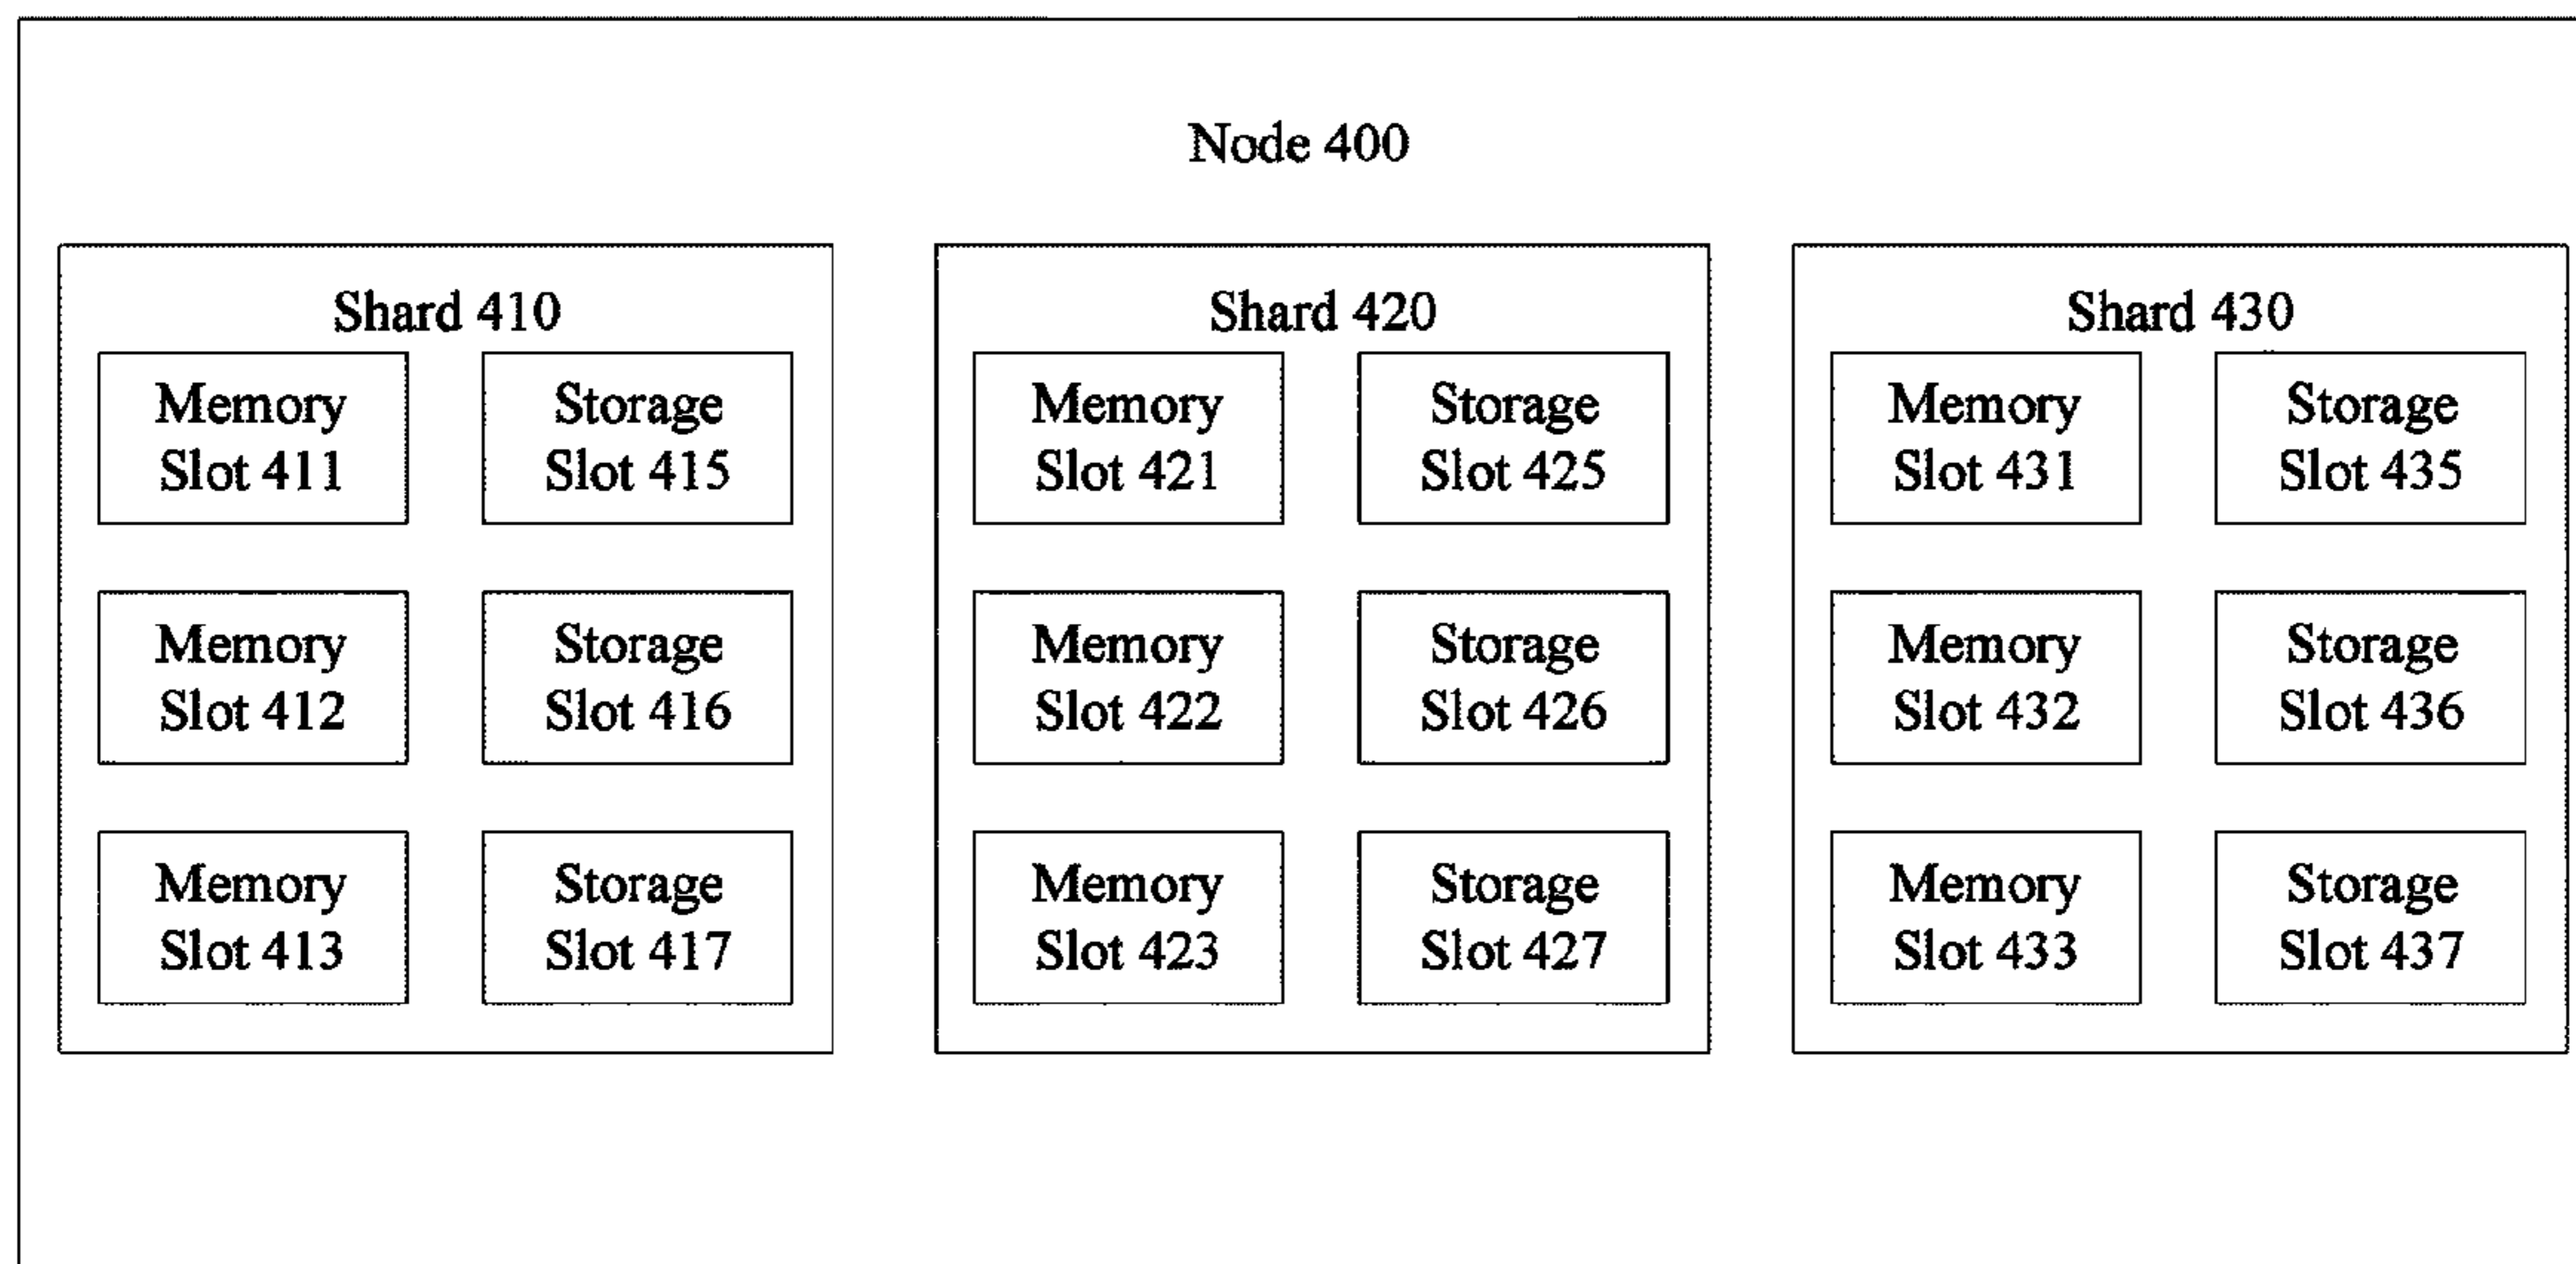 Node 400
Shard 410
Memory
Slot 411
Storage
Slot 415
Memory
Slot 412
Storage
Slot 416
Memory
Slot 413
Storage
Slot 417
Shard 420
Memory
Slot 421
Storage
Slot 425
Memory
Slot 422
Storage
Slot 426
Memory
Slot 423
Storage
Slot 427
Shard 430
Memory
Slot 431
Storage
Slot 435
Memory
Slot 432
Storage
Slot 436
Memory
Slot 433
Storage
Slot 437